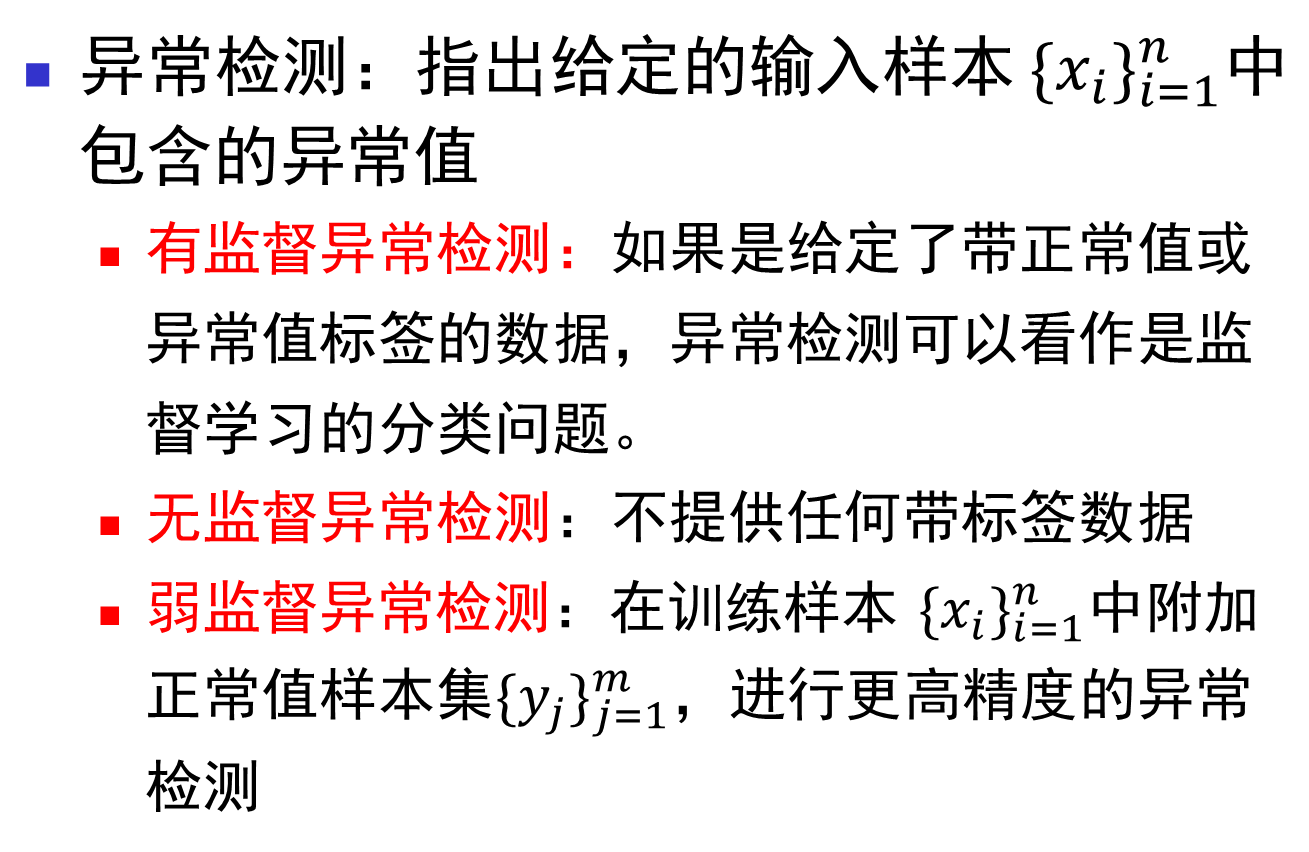 ▪ 异常检测：指出给定的输入样本 $\{x_i\}_{i=1}^{n}$中
包含的异常值
▪ 有监督异常检测：如果是给定了带正常值或
异常值标签的数据，异常检测可以看作是监
督学习的分类问题。
▪ 无监督异常检测：不提供任何带标签数据
▪ 弱监督异常检测：在训练样本 $\{x_i\}_{i=1}^{n}$中附加
正常值样本集$\{y_j\}_{j=1}^{m}$，进行更高精度的异常
检测